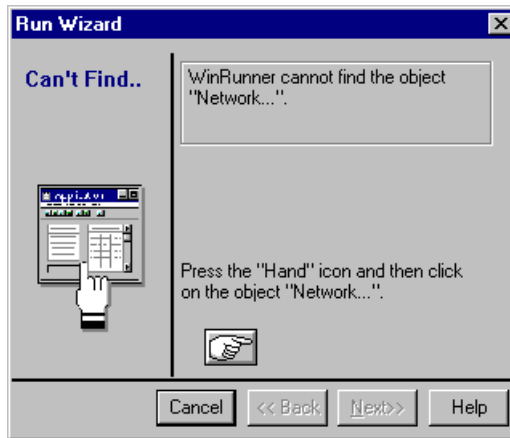 Run Wizard
Can't Find..
WinRunner cannot find the object
"Network...".
Press the "Hand" icon and then click
on the object "Network...".
Cancel
<< Back
Next>>
Help